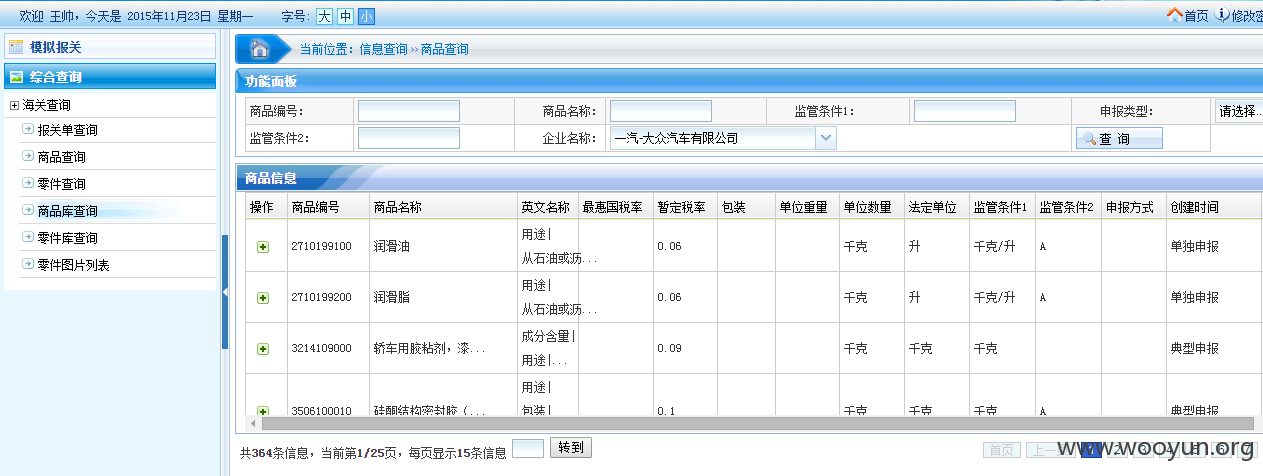 欢迎 王帅，今天是 2015年11月23日 星期一 字号: 大 中 小 首页 修改密
模拟报关
综合查询
海关查询
报关单查询
商品查询
零件查询
商品库查询
零件库查询
零件图片列表
当前位置: 信息查询››商品查询
功能面板
商品编号: 商品名称: 监管条件1: 申报类型: 请选择..
监管条件2: 企业名称: 一汽-大众汽车有限公司 查 询
商品信息
操作 商品编号 商品名称 英文名称 最惠国税率 暂定税率 包装 单位重量 单位数量 法定单位 监管条件1 监管条件2 申报方式 创建时间
2710199100 润滑油 用途| 0.06 千克 升 千克/升 A 单独申报
从石油或沥...
2710199200 润滑脂 用途| 0.06 千克 升 千克/升 A 单独申报
从石油或沥...
3214109000 轿车用胶粘剂，漆... 成分含量| 0.09 千克 千克 千克 典型申报
用途|...
3506100010 硅酮结构密封胶（... 用途| 0.1 千克 千克 千克 A 典型申报
包装|
共364条信息，当前第1/25页，每页显示15条信息 转到 首页 上一 1 2 3 4 5 6 7
www.wooyun.org